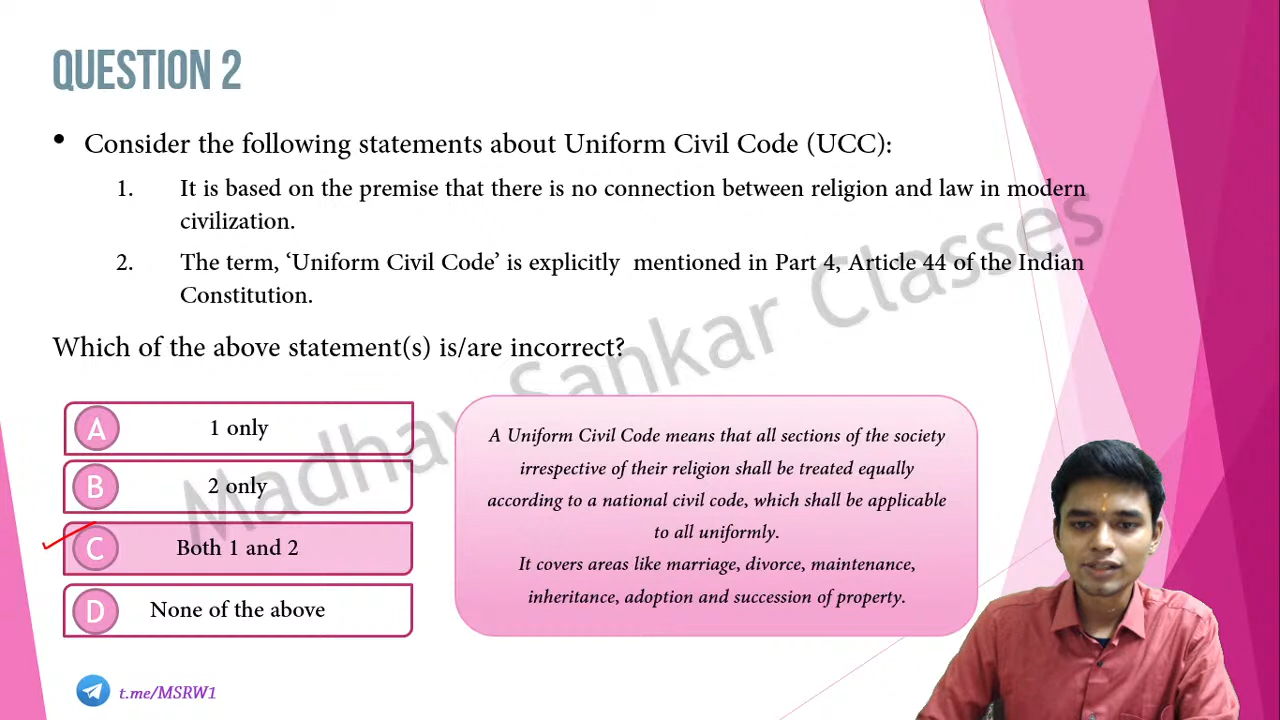 QUESTION 2
• Consider the following statements about Uniform Civil Code (UCC):
1. It is based on the premise that there is no connection between religion and law in modern
civilization.
2. The term, ‘Uniform Civil Code’ is explicitly mentioned in Part 4, Article 44 of the Indian
Constitution.
Which of the above statement(s) is/are incorrect?
A 1 only
B 2 only
C Both 1 and 2
D None of the above
A Uniform Civil Code means that all sections of the society
irrespective of their religion shall be treated equally
according to a national civil code, which shall be applicable
to all uniformly.
It covers areas like marriage, divorce, maintenance,
inheritance, adoption and succession of property.
Madhav Sankar Classes
t.me/MSRW1